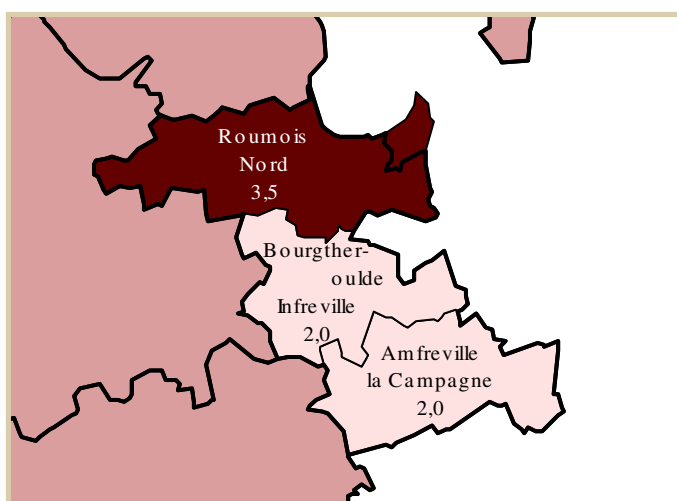 Roumois
Nord
3,5
Bourgther-
oulde
Infreville
2,0
Amfreville
la Campagne
2,0